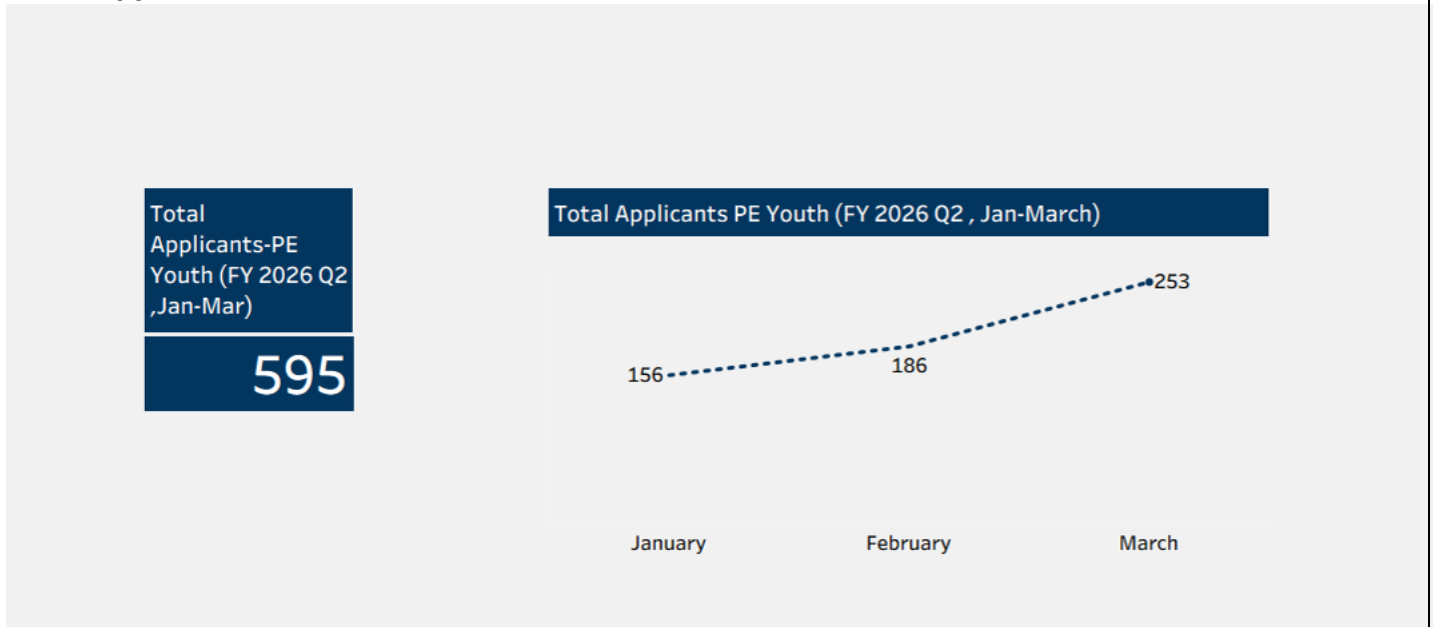 Total
Applicants-PE
Youth (FY 2026 Q2
,Jan-Mar)
595
Total Applicants PE Youth (FY 2026 Q2 , Jan-March)
253
156
186
January
February
March